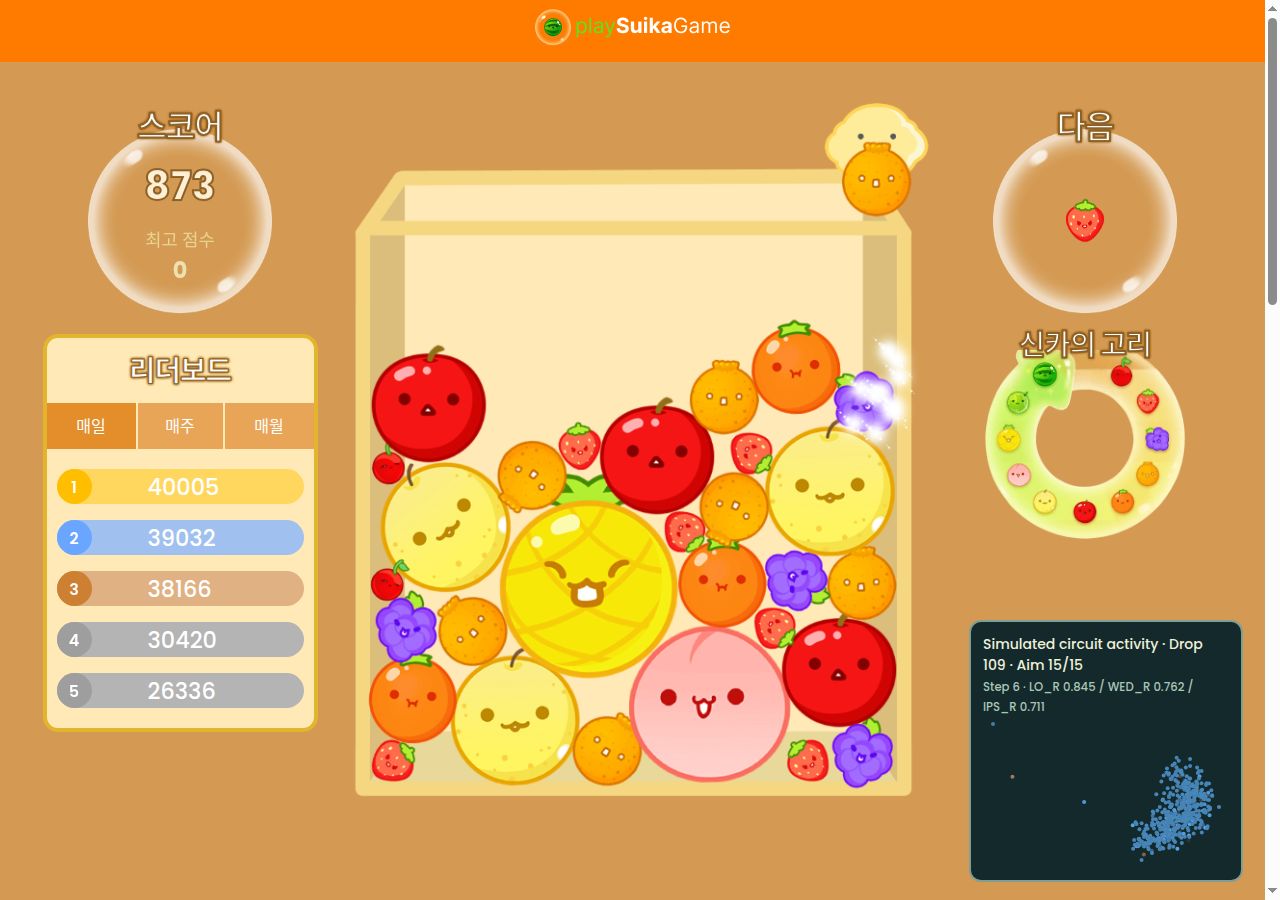 playSuikaGame
스코어
873
최고 점수
0
다음
신카의 고리
리더보드
매일 매주 매월
1 40005
2 39032
3 38166
4 30420
5 26336
Simulated circuit activity · Drop
109 · Aim 15/15
Step 6 · LO_R 0.845 / WED_R 0.762 /
IPS_R 0.711